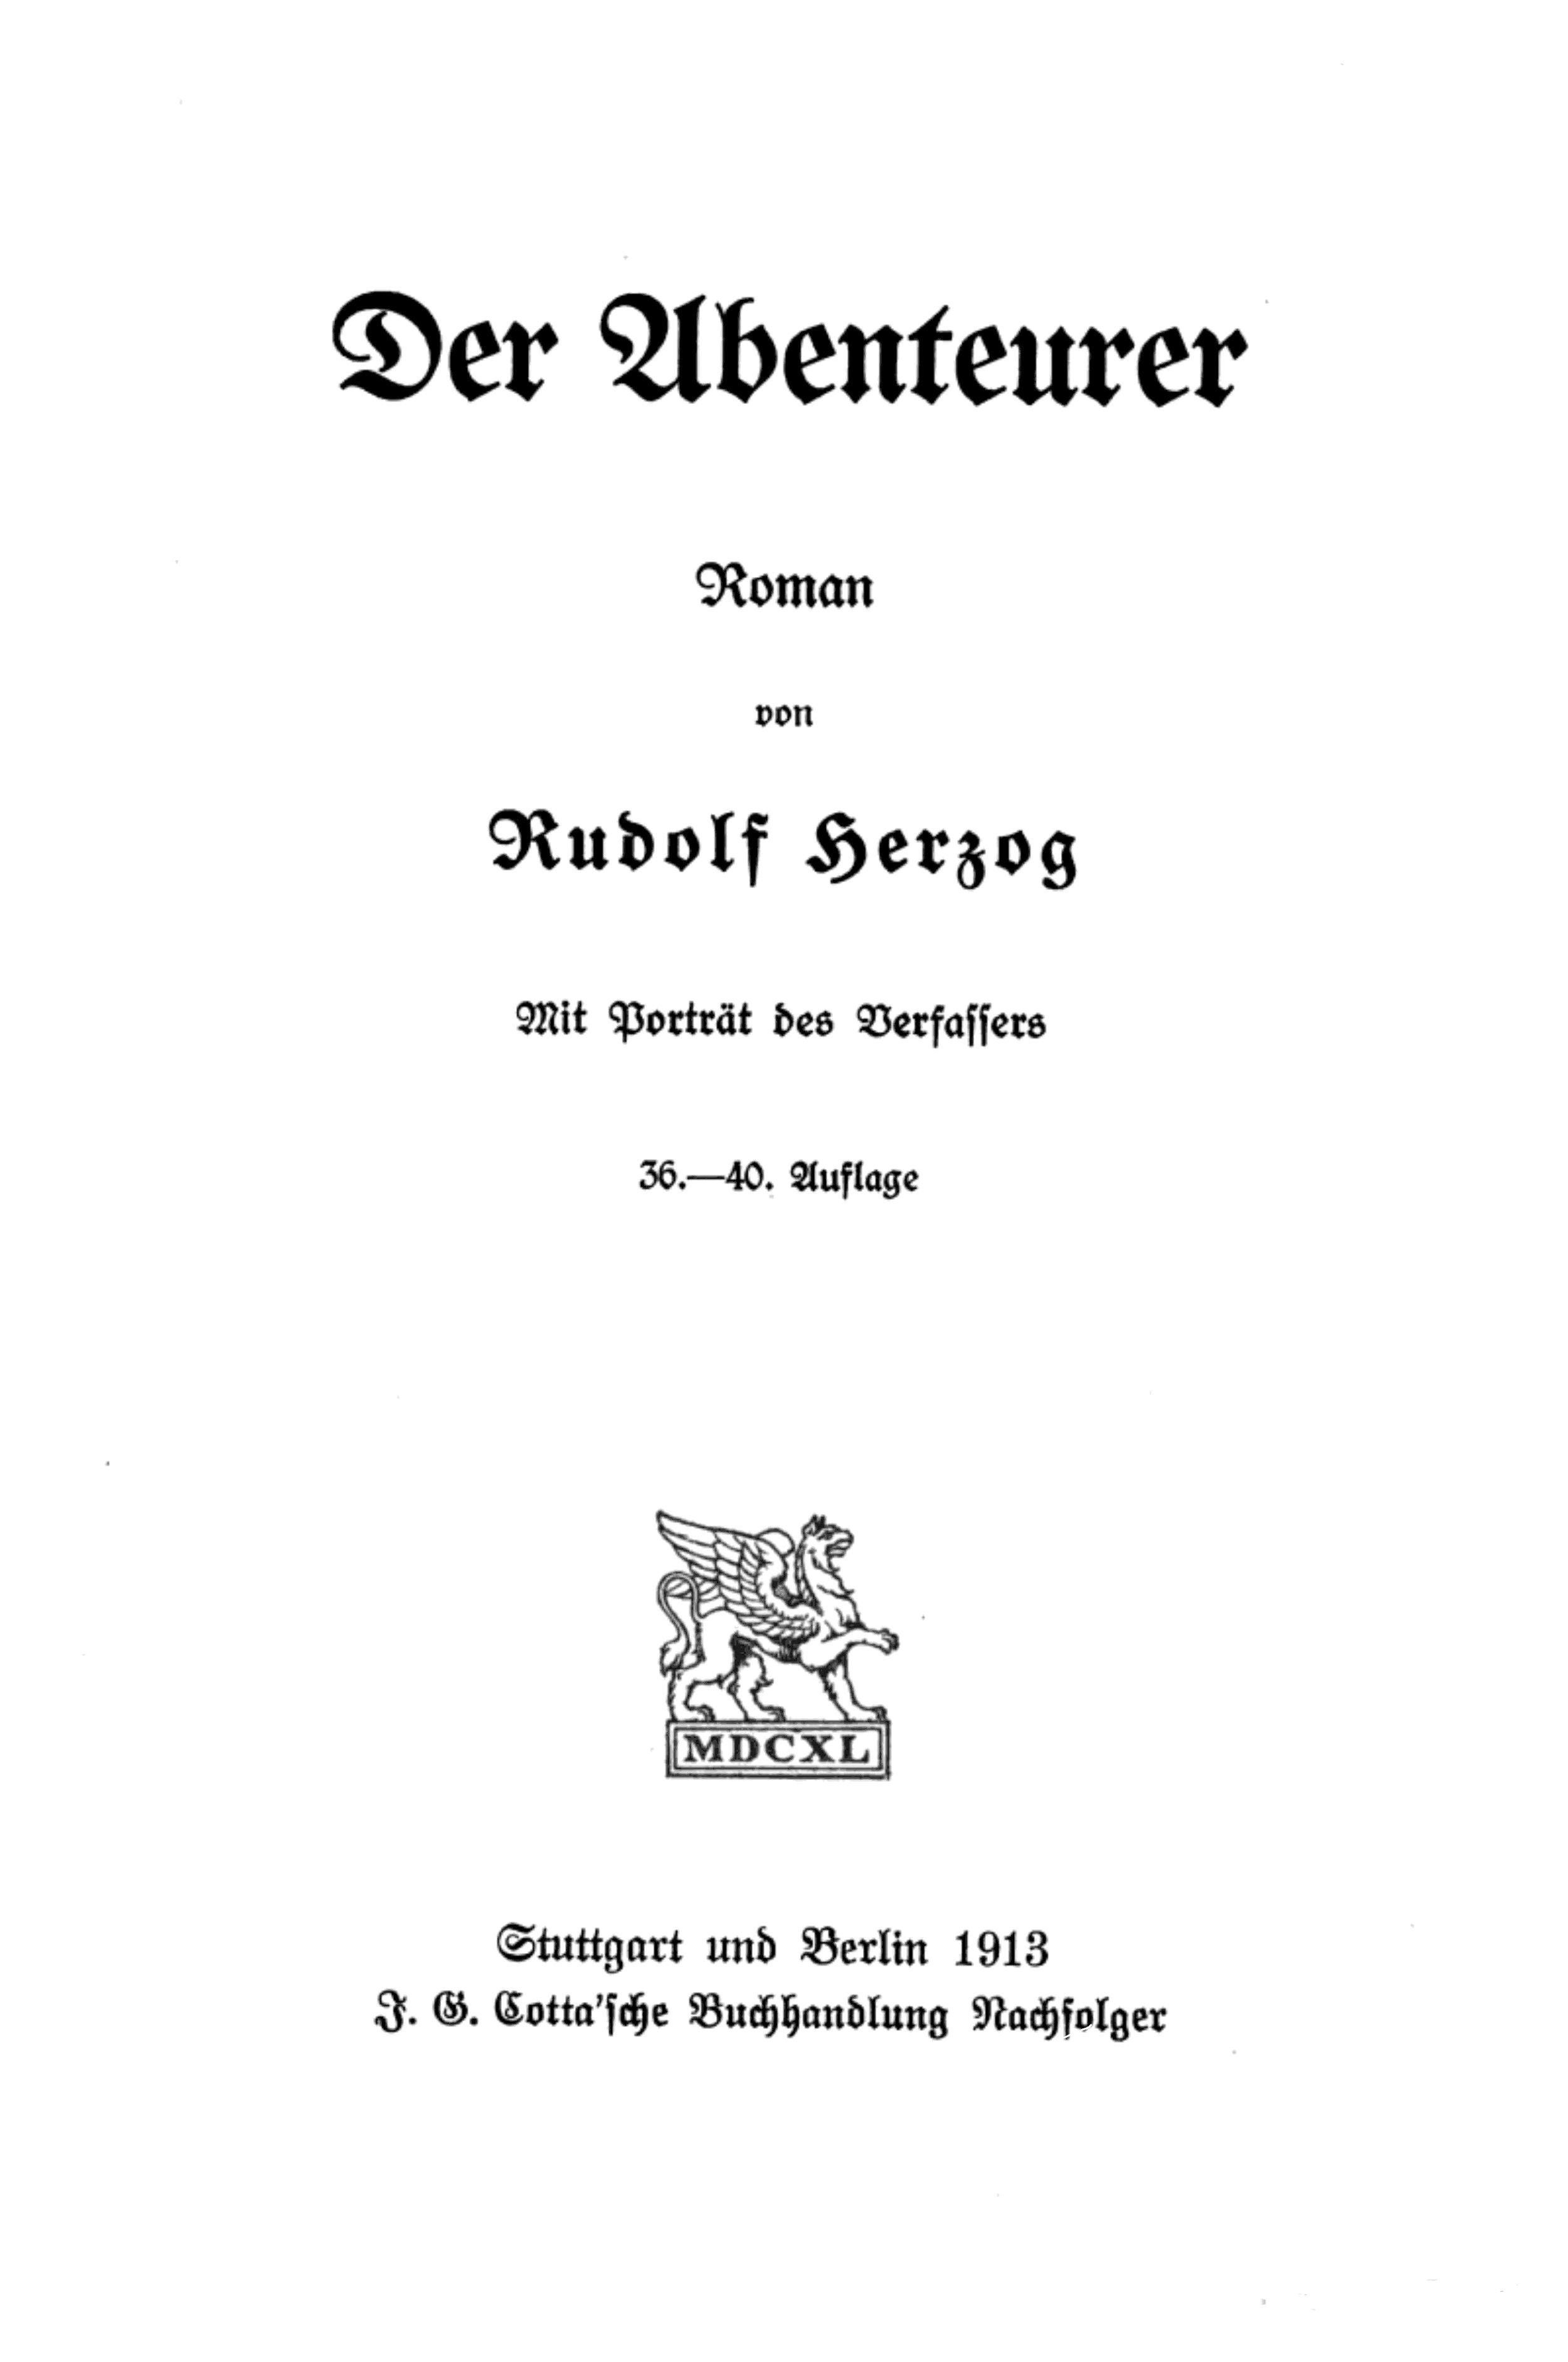 Der Abenteurer
Roman
von
Rudolf Herzog
Mit Porträt des Verfassers
36.—40. Auflage
MDCXL
Stuttgart und Berlin 1913
J. G. Cotta'sche Buchhandlung Nachfolger